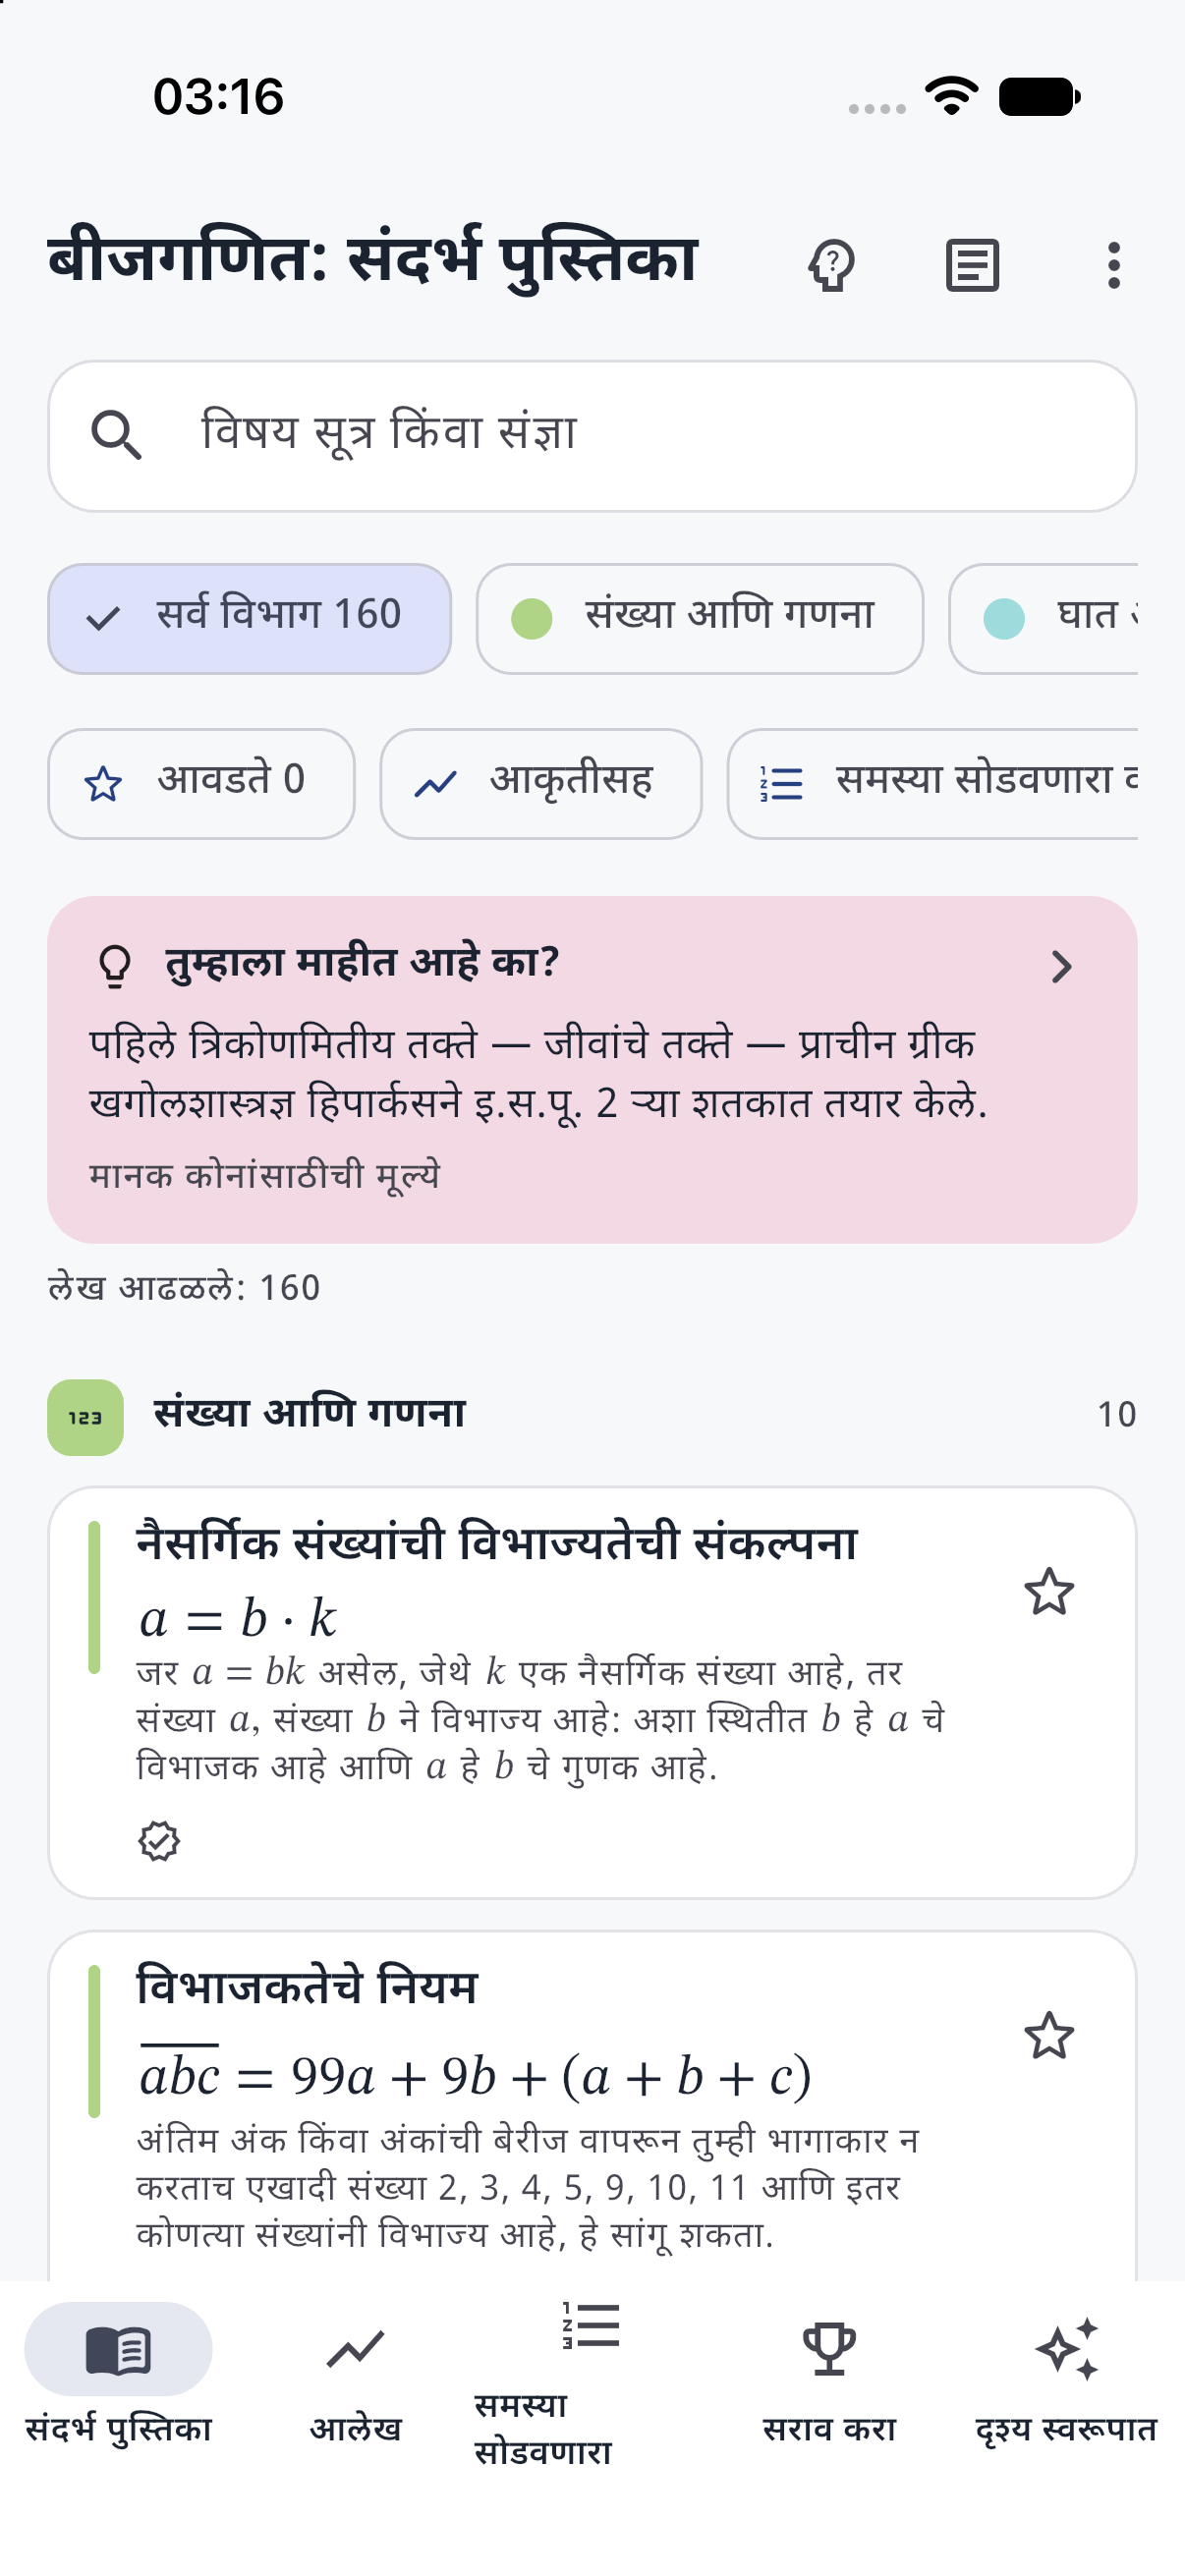 03:16
बीजगणित: संदर्भ पुस्तिका
विषय सूत्र किंवा संज्ञा
सर्व विभाग 160
संख्या आणि गणना
घात
आवडते 0
आकृतीसह
समस्या सोडवणारा
तुम्हाला माहीत आहे का?
पहिले त्रिकोणमितीय तक्ते — जीवांचे तक्ते — प्राचीन ग्रीक
खगोलशास्त्रज्ञ हिपार्कसने इ.स.पू. 2 ऱ्या शतकात तयार केले.
मानक कोनांसाठीची मूल्ये
लेख आढळले: 160
123
संख्या आणि गणना
10
नैसर्गिक संख्यांची विभाज्यतेची संकल्पना
a = b · k
जर a = bk असेल, जेथे k एक नैसर्गिक संख्या आहे, तर
संख्या a, संख्या b ने विभाज्य आहे: अशा स्थितीत b हे a चे
विभाजक आहे आणि a हे b चे गुणक आहे.
विभाजकतेचे नियम
a̅b̅c̅ = 99a + 9b + (a + b + c)
अंतिम अंक किंवा अंकांची बेरीज वापरून तुम्ही भागाकार न
करताच एखादी संख्या 2, 3, 4, 5, 9, 10, 11 आणि इतर
कोणत्या संख्यांनी विभाज्य आहे, हे सांगू शकता.
संदर्भ पुस्तिका
आलेख
समस्या
सोडवणारा
सराव करा
दृश्य स्वरूपात